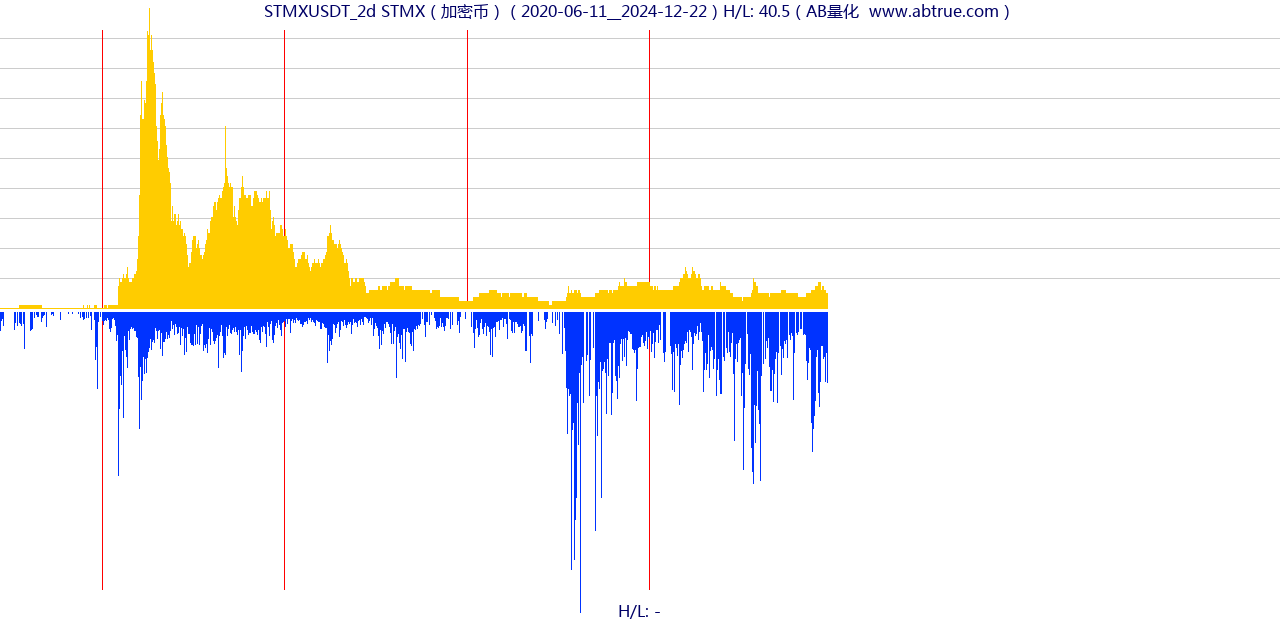 STMXUSDT_2d STMX（加密币）（2020-06-11__2024-12-22）H/L: 40.5（AB量化  www.abtrue.com）
H/L: -